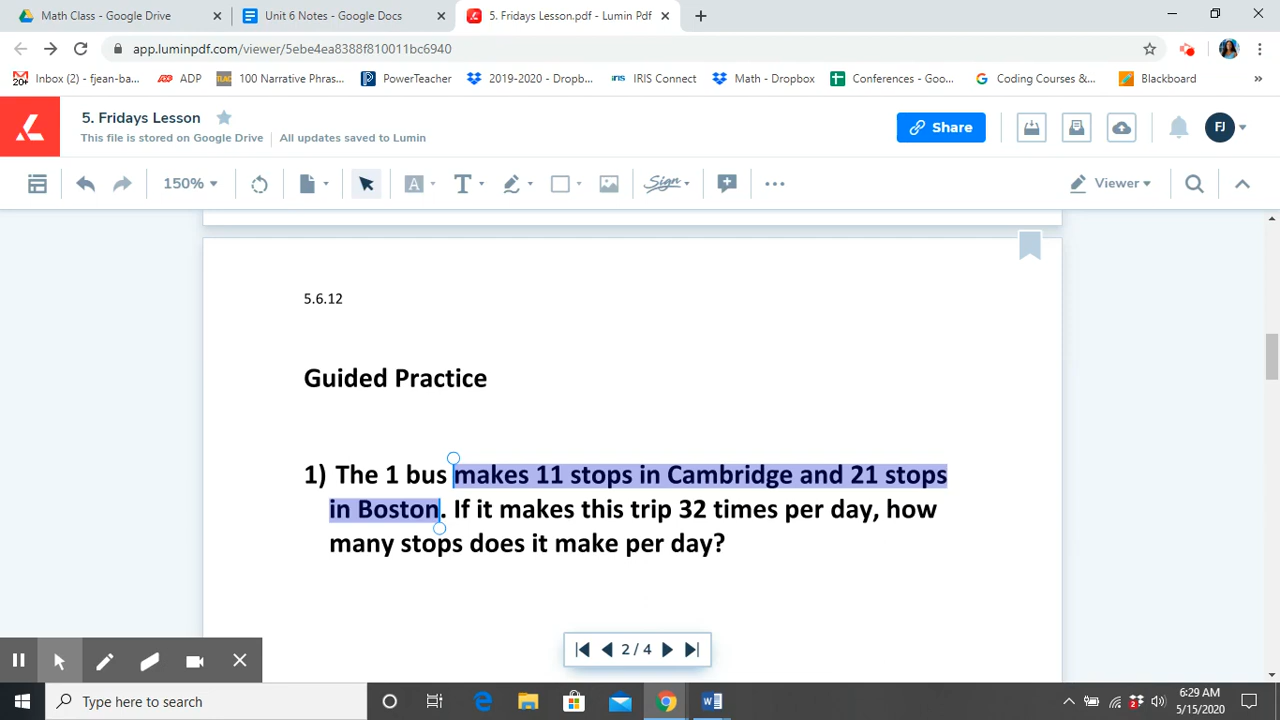 Math Class - Google Drive
Unit 6 Notes - Google Docs
5. Fridays Lesson.pdf - Lumin Pdf
app.luminpdf.com/viewer/5ebe4ea8388f810011bc6940
20+
Inbox (2) - fjean-ba...
ADP
100 Narrative Phras...
PowerTeacher
2019-2020 - Dropb...
iris
IRIS Connect
Math - Dropbox
Conferences - Goo...
Coding Courses &...
Blackboard
»
5. Fridays Lesson
This file is stored on Google Drive
All updates saved to Lumin
Share
FJ
150%
A
T
Sign
Viewer
5.6.12
Guided Practice
1) The 1 bus makes 11 stops in Cambridge and 21 stops
in Boston. If it makes this trip 32 times per day, how
many stops does it make per day?
2 / 4
Type here to search
6:29 AM
5/15/2020